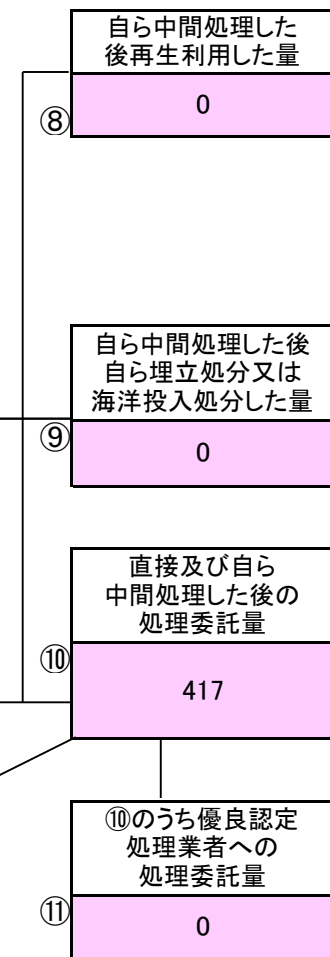 自ら中間処理した
後再生利用した量
⑧
0
自ら中間処理した後
自ら埋立処分又は
海洋投入処分した量
⑨
0
直接及び自ら
中間処理した後の
処理委託量
⑩
417
⑩のうち優良認定
処理業者への
処理委託量
⑪
0